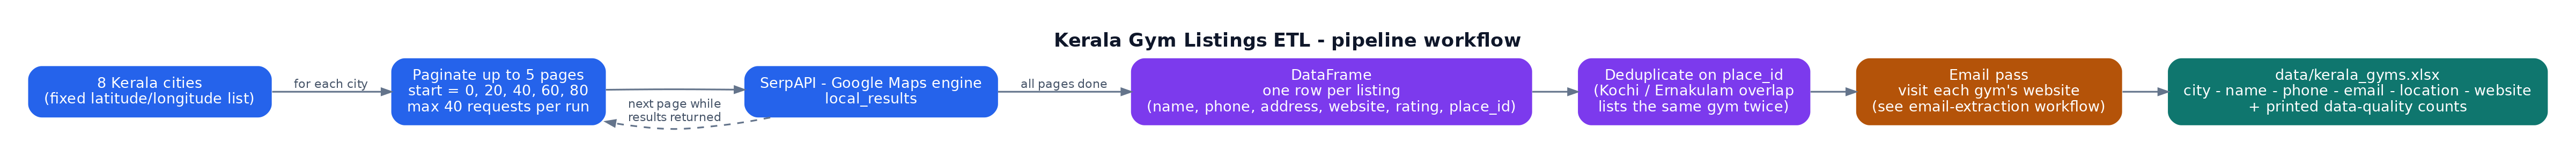 Kerala Gym Listings ETL - pipeline workflow
8 Kerala cities
(fixed latitude/longitude list)
for each city
Paginate up to 5 pages
start = 0, 20, 40, 60, 80
max 40 requests per run
next page while
results returned
SerpAPI - Google Maps engine
local_results
all pages done
DataFrame
one row per listing
(name, phone, address, website, rating, place_id)
Deduplicate on place_id
(Kochi / Ernakulam overlap
lists the same gym twice)
Email pass
visit each gym's website
(see email-extraction workflow)
data/kerala_gyms.xlsx
city - name - phone - email - location - website
+ printed data-quality counts